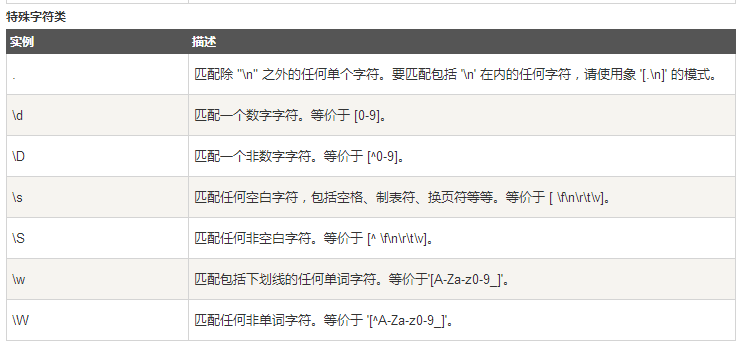 特殊字符类
实例 描述
. 匹配除 "\n" 之外的任何单个字符。要匹配包括 '\n' 在内的任何字符，请使用象 '[.\n]' 的模式。
\d 匹配一个数字字符。等价于 [0-9]。
\D 匹配一个非数字字符。等价于 [^0-9]。
\s 匹配任何空白字符，包括空格、制表符、换页符等等。等价于 [ \f\n\r\t\v]。
\S 匹配任何非空白字符。等价于 [^ \f\n\r\t\v]。
\w 匹配包括下划线的任何单词字符。等价于'[A-Za-z0-9_]'。
\W 匹配任何非单词字符。等价于 '[^A-Za-z0-9_]'。